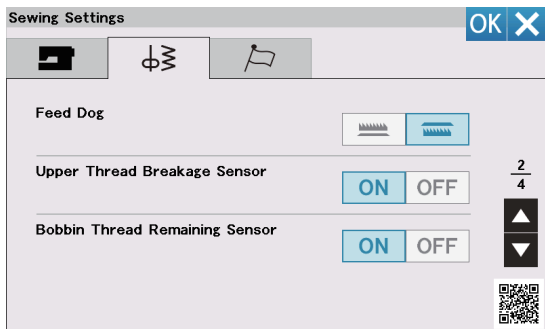 Sewing Settings
OK
Feed Dog
Upper Thread Breakage Sensor
ON OFF
2
4
Bobbin Thread Remaining Sensor
ON OFF